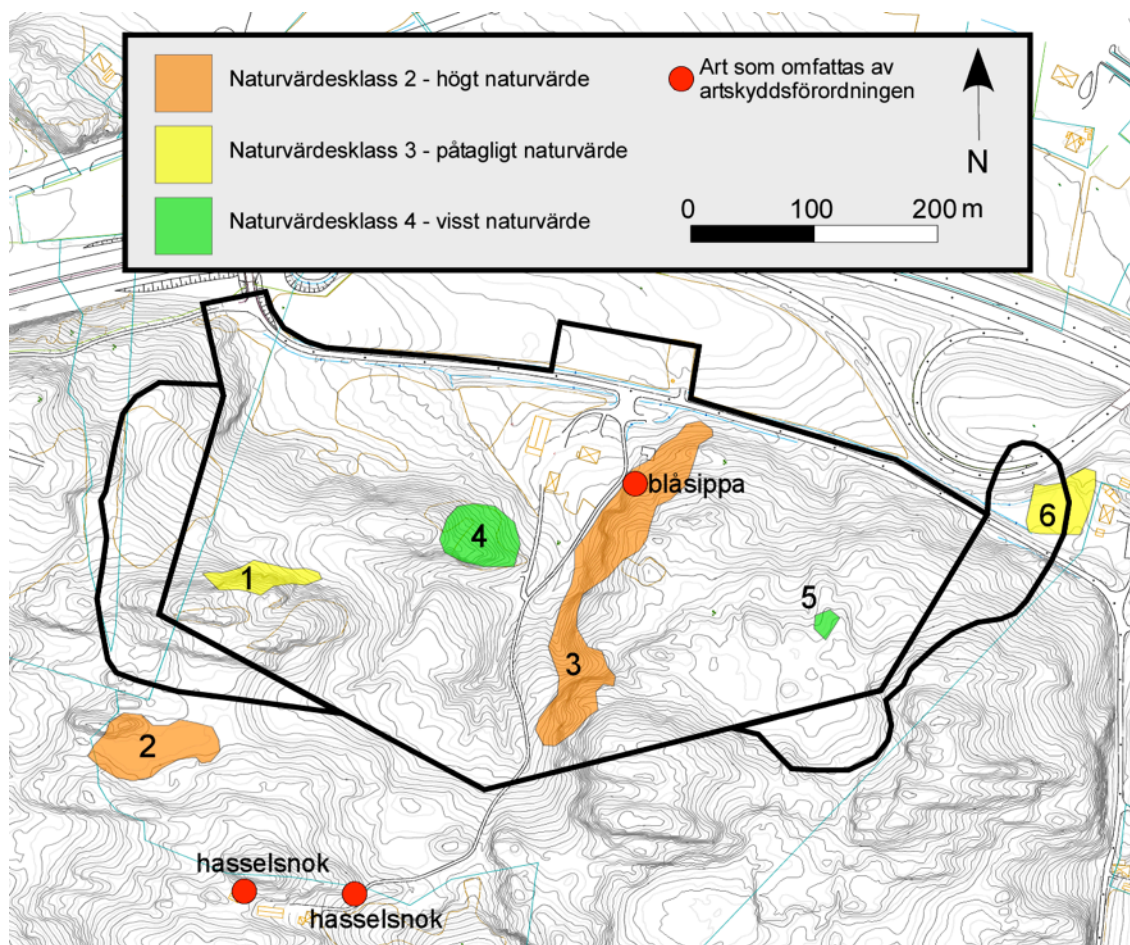 Naturvärdesklass 2 - högt naturvärde
Naturvärdesklass 3 - påtagligt naturvärde
Naturvärdesklass 4 - visst naturvärde
Art som omfattas av
artskyddsförordningen
N
0 100 200 m
blåsippa
6
4
1
5
3
2
hasselsnok
hasselsnok